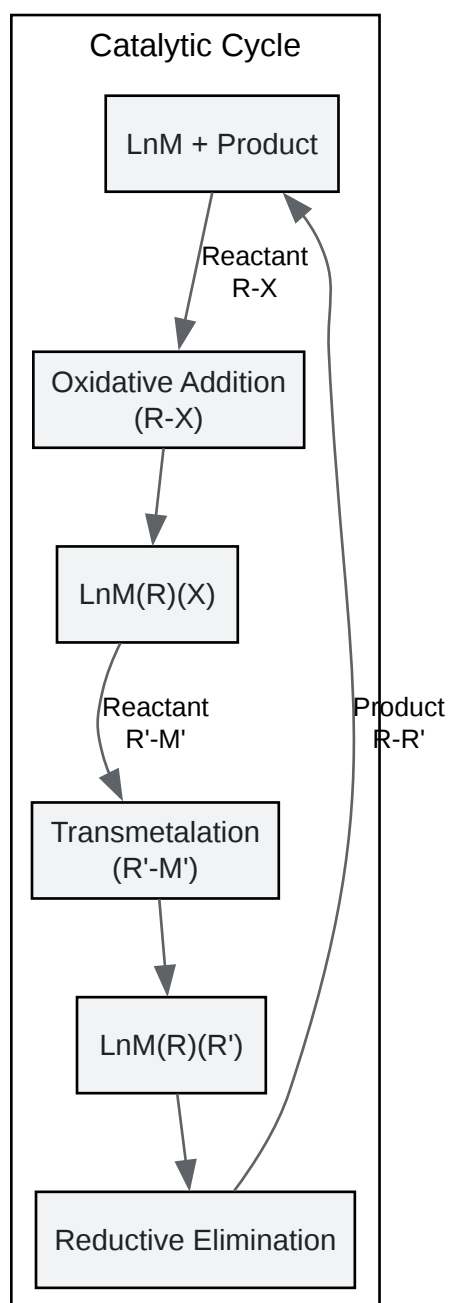 Catalytic Cycle
LnM + Product
Reactant
R-X
Oxidative Addition
(R-X)
LnM(R)(X)
Reactant
R'-M'
Product
R-R'
Transmetalation
(R'-M')
LnM(R)(R')
Reductive Elimination